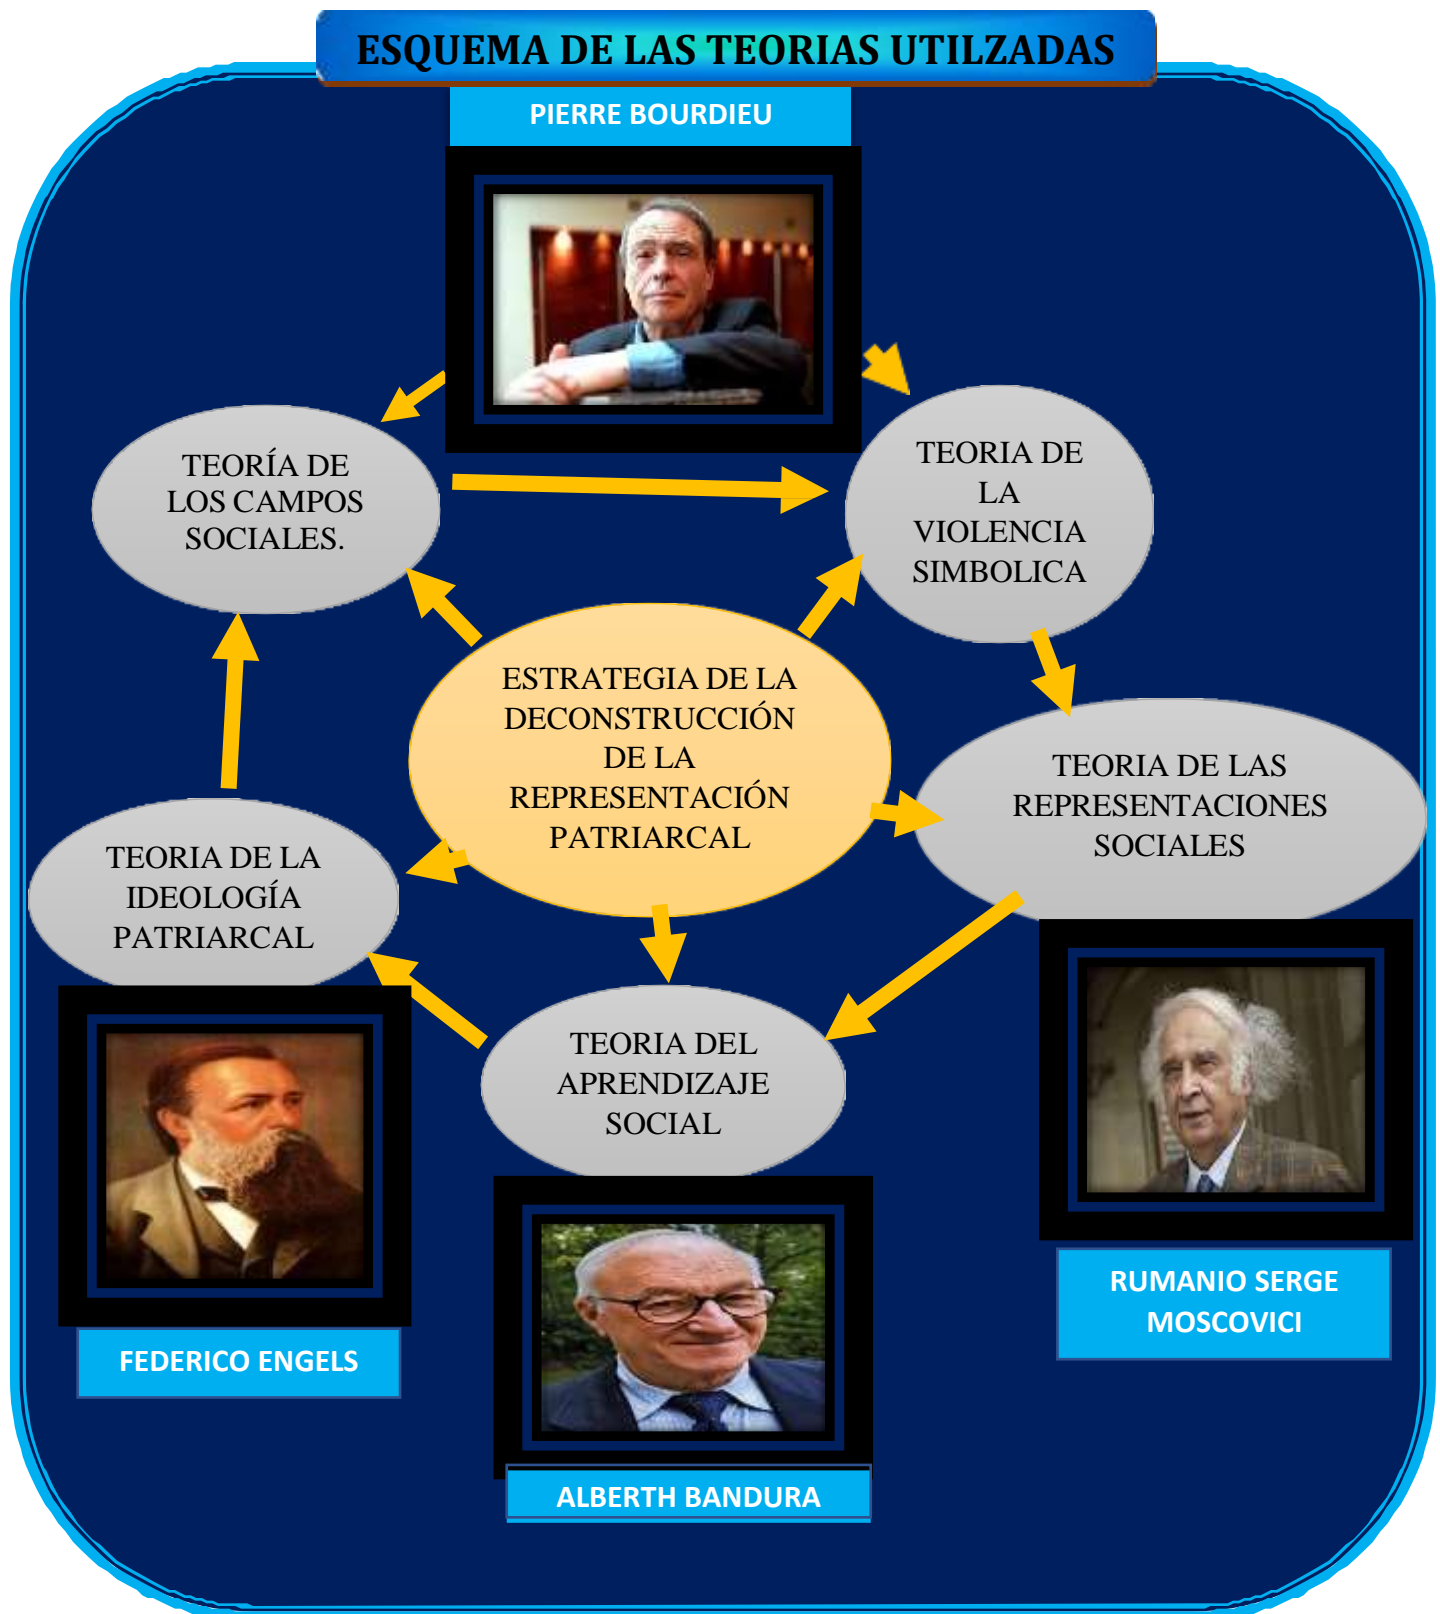 ESQUEMA DE LAS TEORIAS UTILZADAS
PIERRE BOURDIEU
TEORÍA DE
LOS CAMPOS
SOCIALES.
TEORIA DE
LA
VIOLENCIA
SIMBOLICA
ESTRATEGIA DE LA
DECONSTRUCCIÓN
DE LA
REPRESENTACIÓN
PATRIARCAL
TEORIA DE LAS
REPRESENTACIONES
SOCIALES
TEORIA DE LA
IDEOLOGÍA
PATRIARCAL
TEORIA DEL
APRENDIZAJE
SOCIAL
RUMANIO SERGE
MOSCOVICI
FEDERICO ENGELS
ALBERTH BANDURA